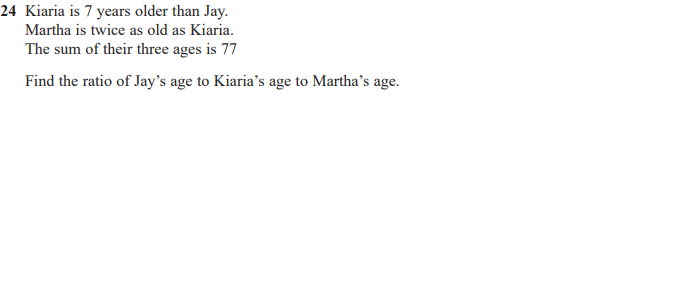 24 Kiaria is 7 years older than Jay.
Martha is twice as old as Kiaria.
The sum of their three ages is 77
Find the ratio of Jay’s age to Kiaria’s age to Martha’s age.